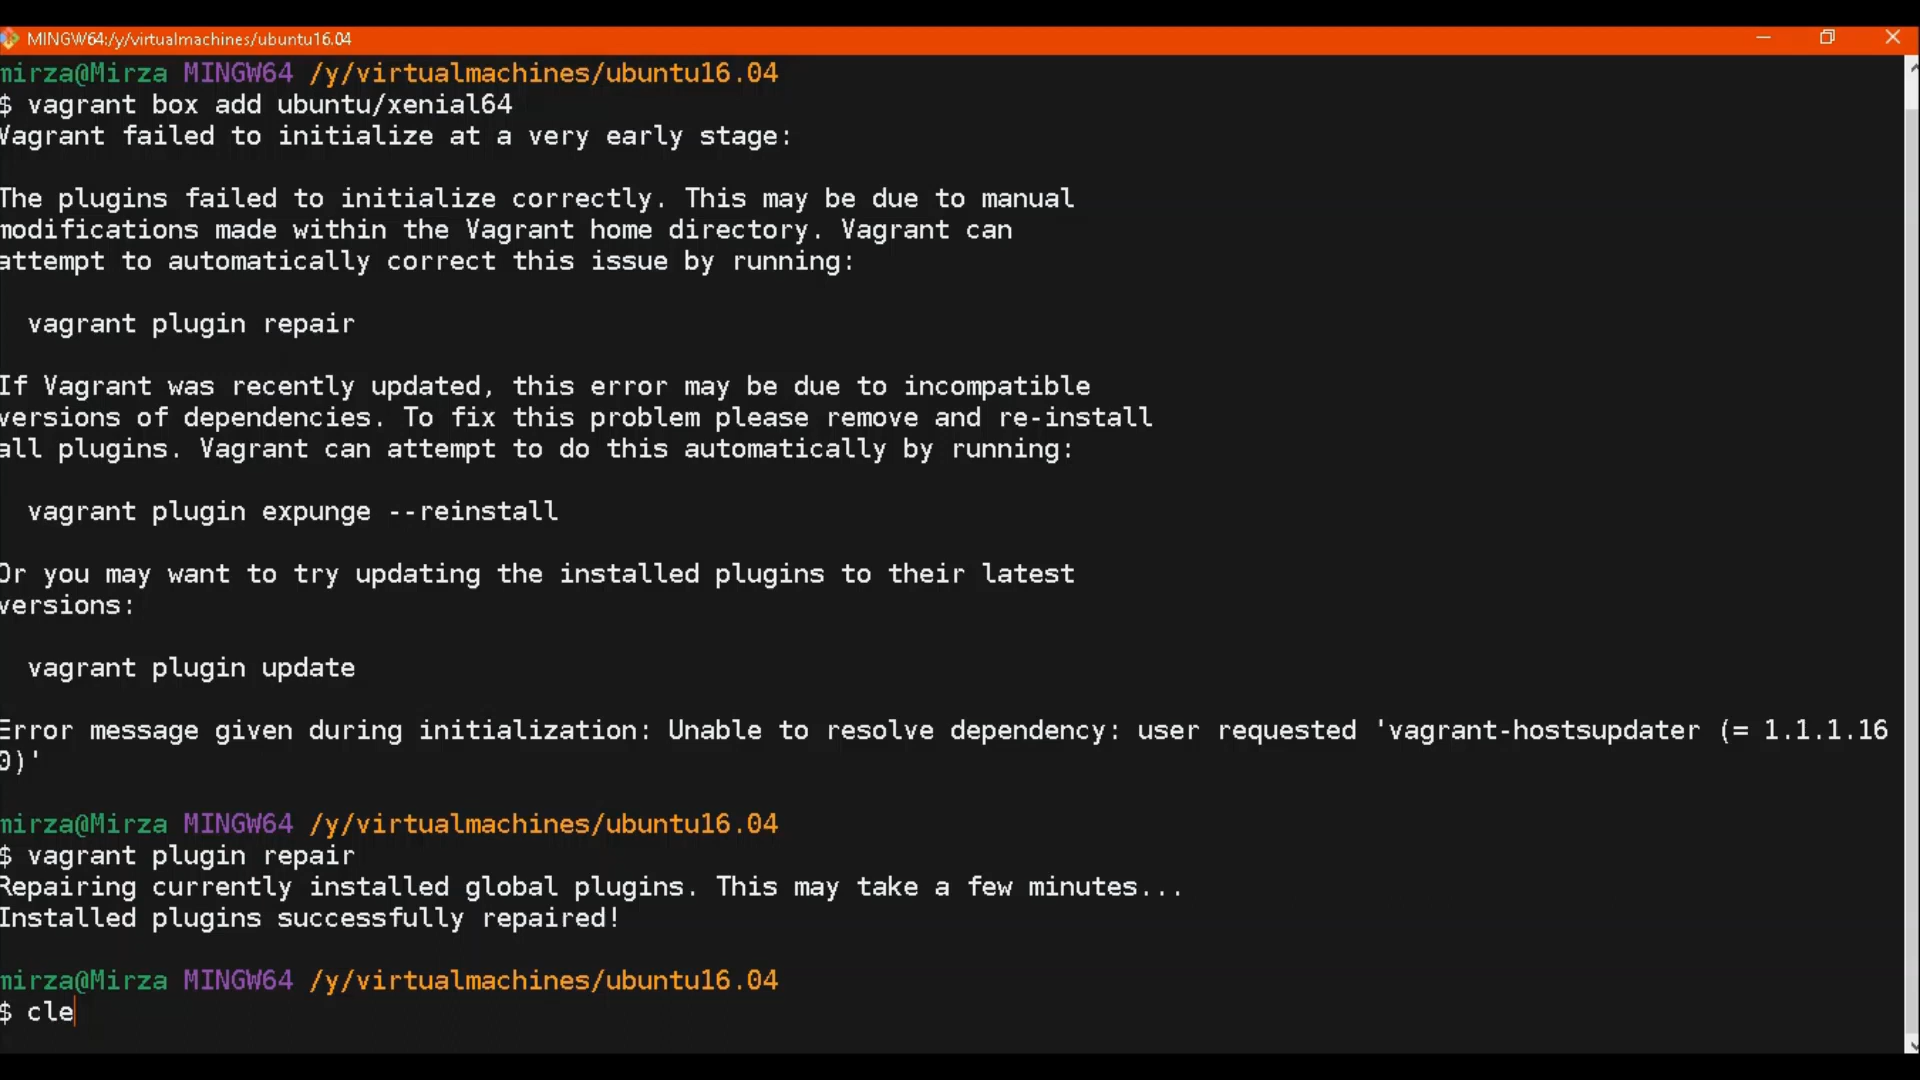 MINGW64:/y/virtualmachines/ubuntu16.04
mirza@Mirza MINGW64 /y/virtualmachines/ubuntu16.04
$ vagrant box add ubuntu/xenial64
Vagrant failed to initialize at a very early stage:
The plugins failed to initialize correctly. This may be due to manual
modifications made within the Vagrant home directory. Vagrant can
attempt to automatically correct this issue by running:
vagrant plugin repair
If Vagrant was recently updated, this error may be due to incompatible
versions of dependencies. To fix this problem please remove and re-install
all plugins. Vagrant can attempt to do this automatically by running:
vagrant plugin expunge --reinstall
Or you may want to try updating the installed plugins to their latest
versions:
vagrant plugin update
Error message given during initialization: Unable to resolve dependency: user requested 'vagrant-hostsupdater (= 1.1.1.16
0)'
mirza@Mirza MINGW64 /y/virtualmachines/ubuntu16.04
$ vagrant plugin repair
Repairing currently installed global plugins. This may take a few minutes...
Installed plugins successfully repaired!
mirza@Mirza MINGW64 /y/virtualmachines/ubuntu16.04
$ cle